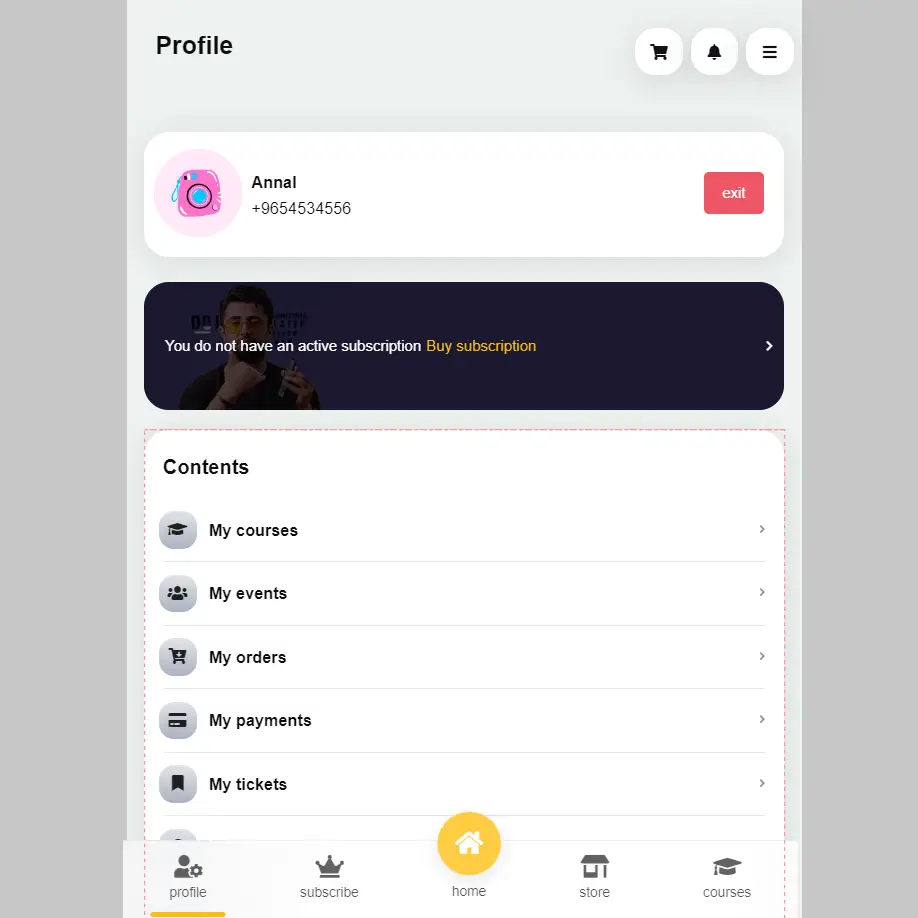 Profile
Annal
+9654534556
exit
You do not have an active subscription Buy subscription
Contents
My courses
My events
My orders
My payments
My tickets
profile
subscribe
home
store
courses